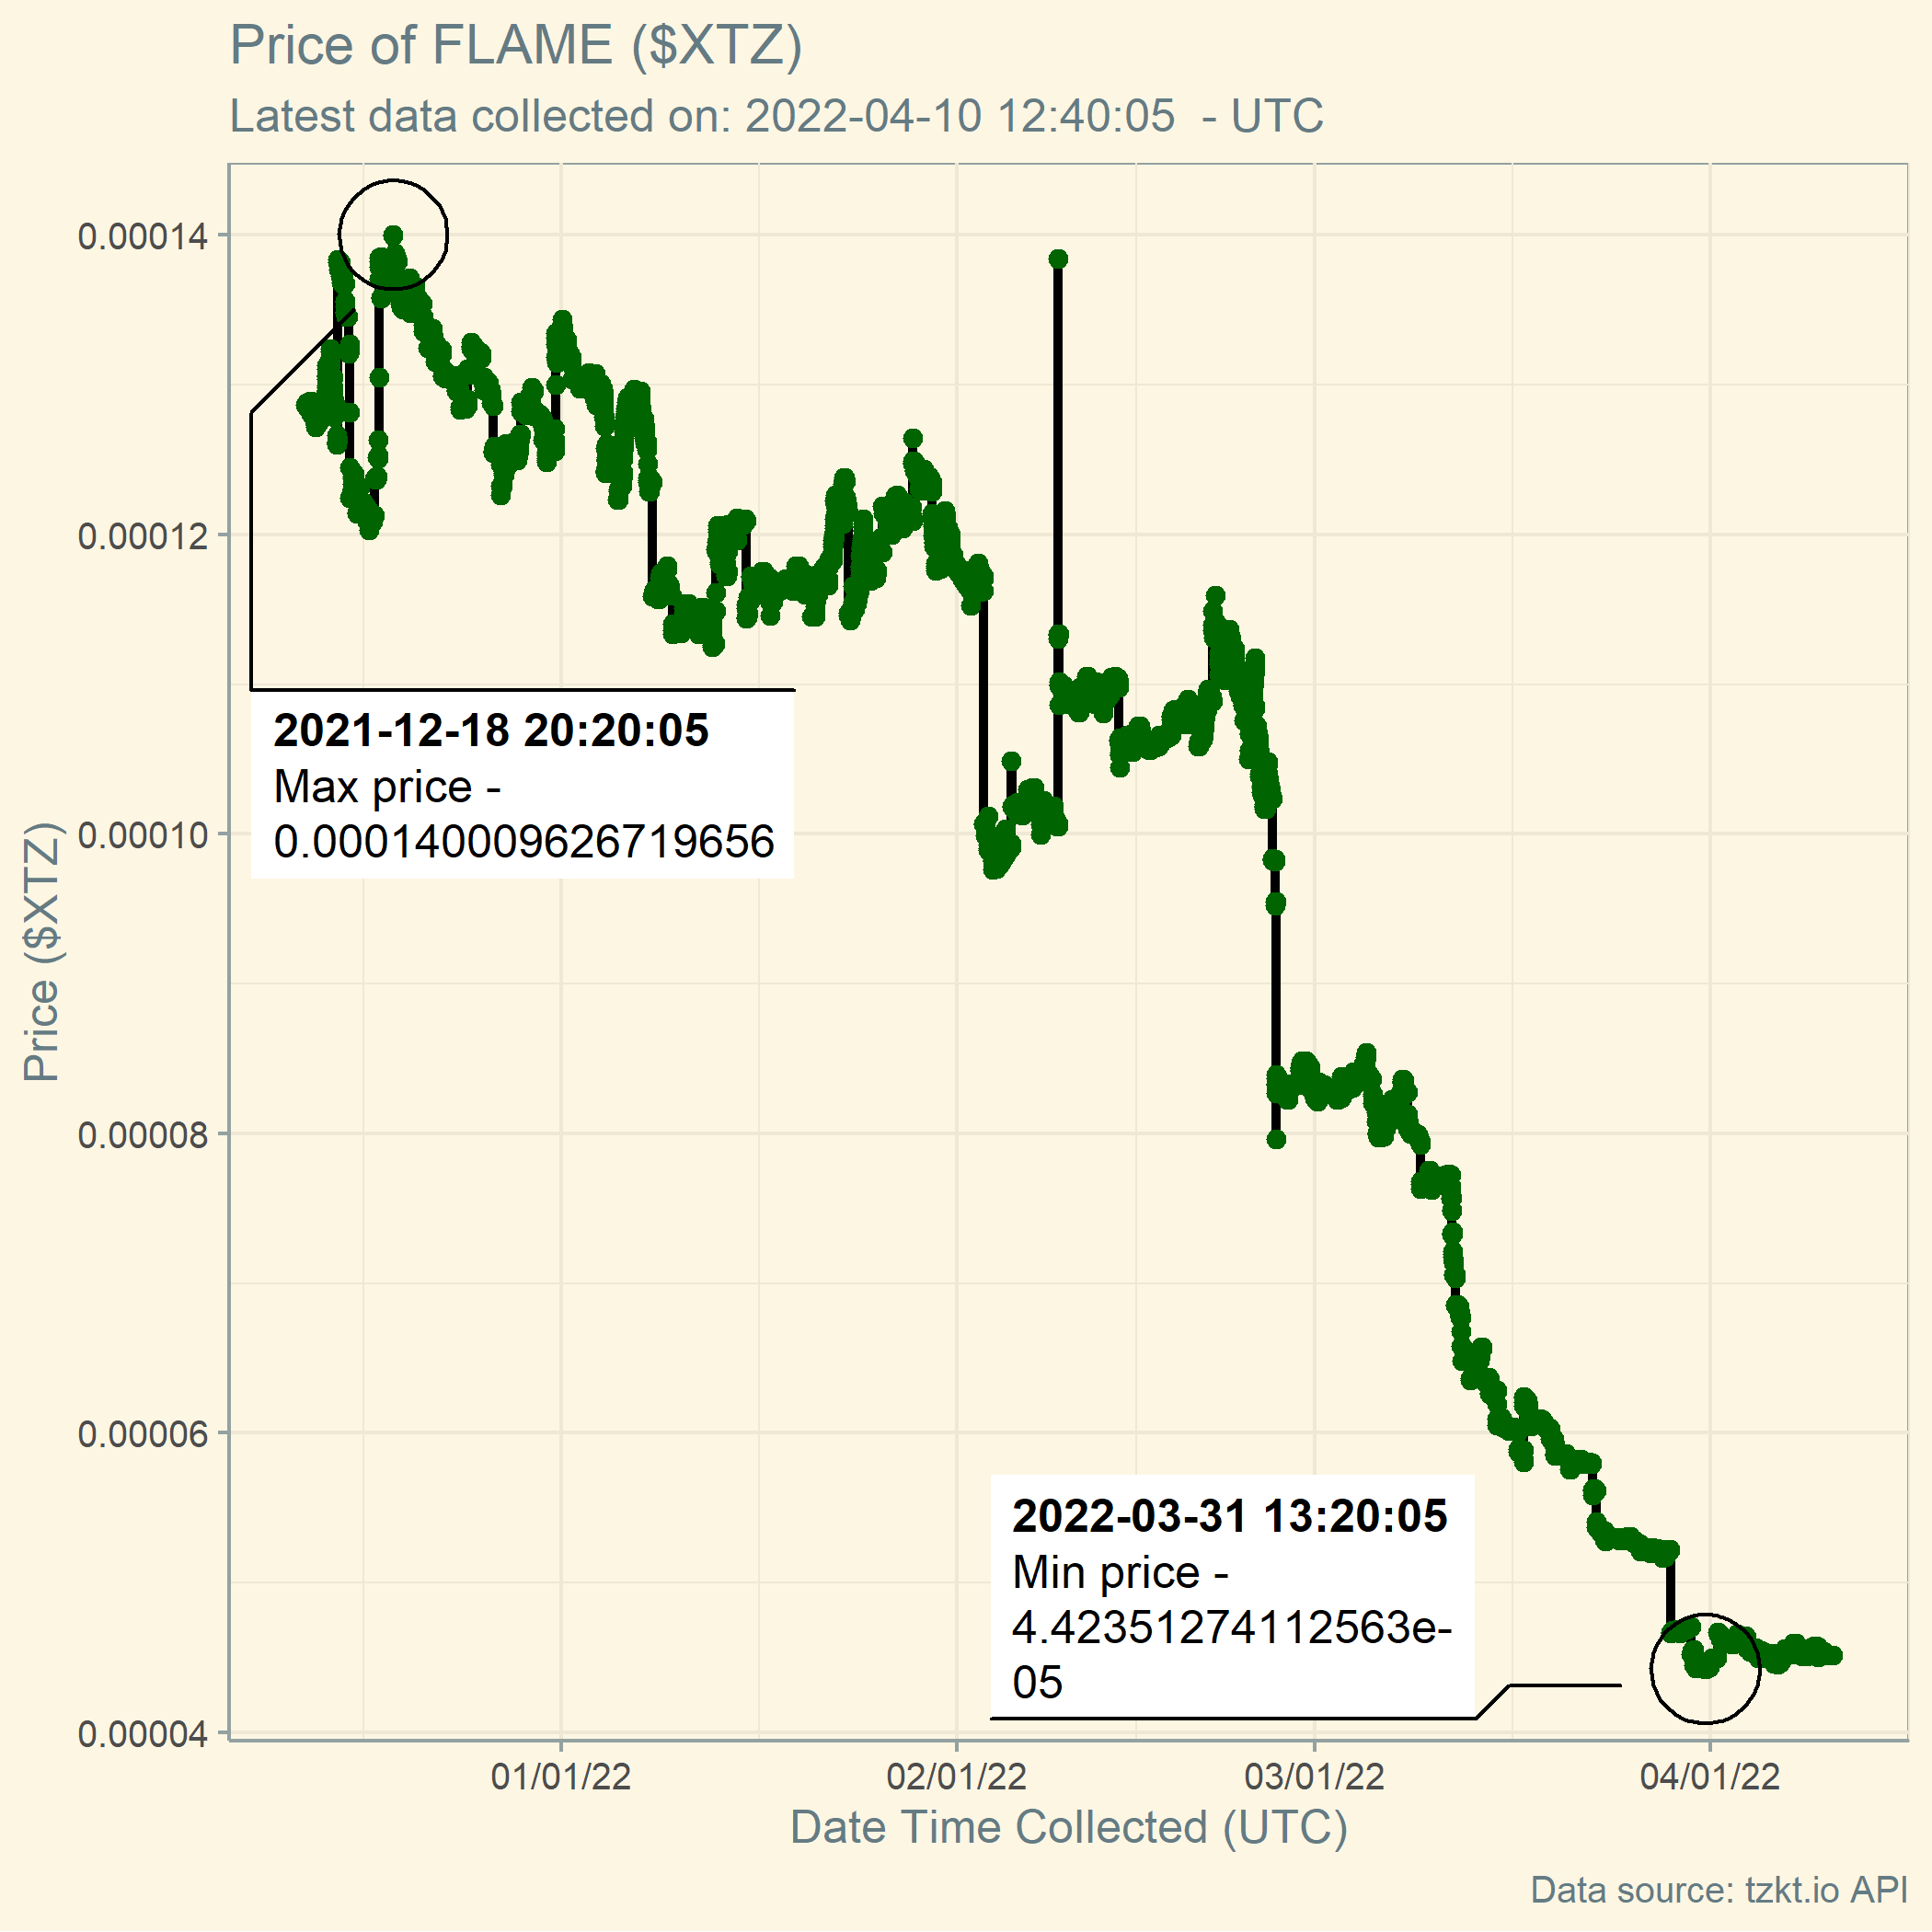 Price of FLAME ($XTZ)
Latest data collected on: 2022-04-10 12:40:05  - UTC
0.00014
0.00012
0.00010
0.00008
0.00006
0.00004
Price ($XTZ)
2021-12-18 20:20:05
Max price -
0.000140009626719656
2022-03-31 13:20:05
Min price -
4.42351274112563e-
05
01/01/22
02/01/22
03/01/22
04/01/22
Date Time Collected (UTC)
Data source: tzkt.io API